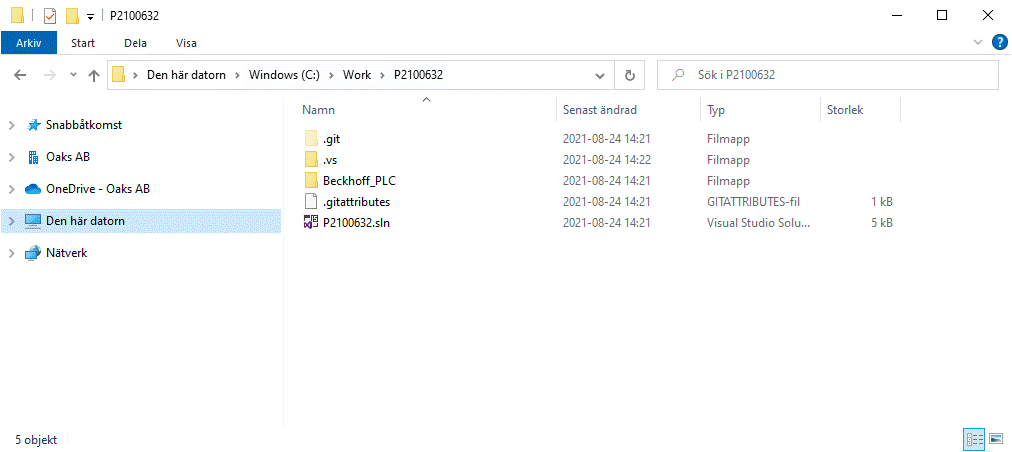 P2100632
Arkiv Start Dela Visa
Den här datorn Windows (C:) Work P2100632
Sök i P2100632
Namn Senast ändrad Typ Storlek
Snabbåtkomst
Oaks AB
OneDrive - Oaks AB
Den här datorn
Nätverk
.git 2021-08-24 14:21 Filmapp
.vs 2021-08-24 14:22 Filmapp
Beckhoff_PLC 2021-08-24 14:21 Filmapp
.gitattributes 2021-08-24 14:21 GITATTRIBUTES-fil 1 kB
P2100632.sln 2021-08-24 14:21 Visual Studio Solu... 5 kB
5 objekt